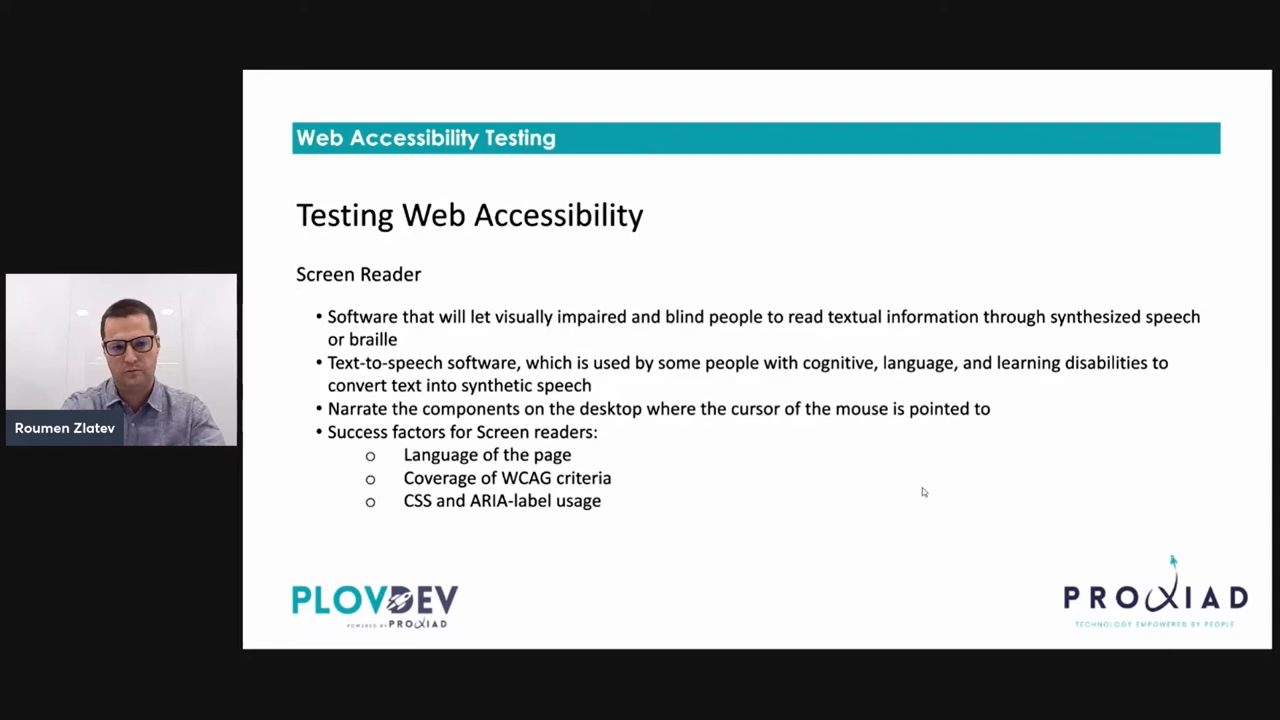 Web Accessibility Testing
Testing Web Accessibility
Screen Reader
• Software that will let visually impaired and blind people to read textual information through synthesized speech
or braille
• Text-to-speech software, which is used by some people with cognitive, language, and learning disabilities to
convert text into synthetic speech
• Narrate the components on the desktop where the cursor of the mouse is pointed to
• Success factors for Screen readers:
o Language of the page
o Coverage of WCAG criteria
o CSS and ARIA-label usage
Roumen Zlatev
PLOVDEV
POWERED BY PROXIAD
PROXIAD
TECHNOLOGY EMPOWERED BY PEOPLE